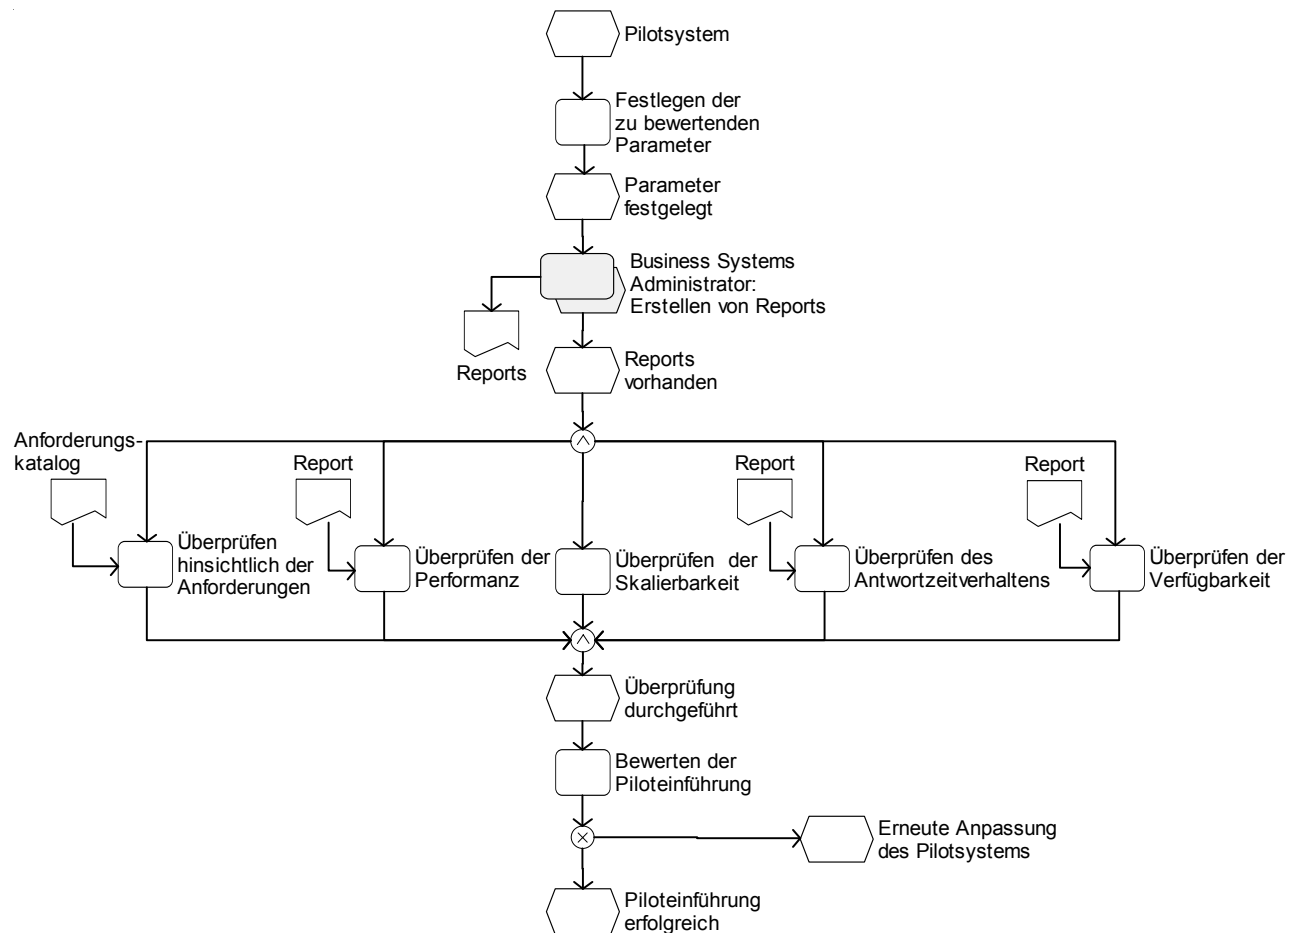 Pilotsystem
Festlegen der
zu bewertenden
Parameter
Parameter
festgelegt
Business Systems
Administrator:
Erstellen von Reports
Reports
Reports
vorhanden
Anforderungs-
katalog
Report
Report
Report
Überprüfen
hinsichtlich der
Anforderungen
Überprüfen der
Performanz
Überprüfen der
Skalierbarkeit
Überprüfen des
Antwortzeitverhaltens
Überprüfen der
Verfügbarkeit
Überprüfung
durchgeführt
Bewerten der
Piloteinführung
Erneute Anpassung
des Pilotsystems
Piloteinführung
erfolgreich